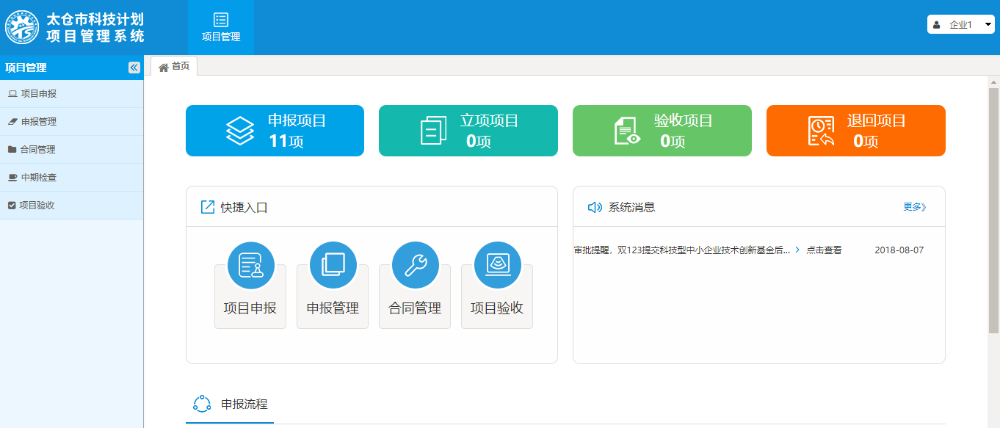 太仓市科技计划
项目管理系统
项目管理
企业1
项目管理
首页
项目申报
申报管理
合同管理
中期检查
项目验收
申报项目
11项
立项项目
0项
验收项目
0项
退回项目
0项
快捷入口
项目申报
申报管理
合同管理
项目验收
系统消息
更多》
审批提醒，双123提交科技型中小企业技术创新基金后... 点击查看 2018-08-07
申报流程